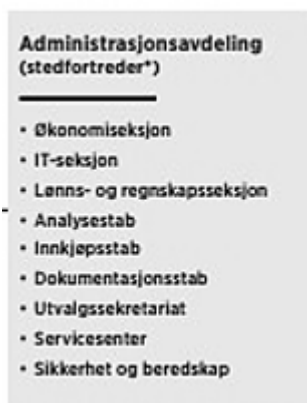 Administrasjonsavdeling
(stedfortreder*)
• Økonomiseksjon
• IT-seksjon
• Lønns- og regnskapsseksjon
• Analysestab
• Innkjøpsstab
• Dokumentasjonsstab
• Utvalgssekretariat
• Servicesenter
• Sikkerhet og beredskap